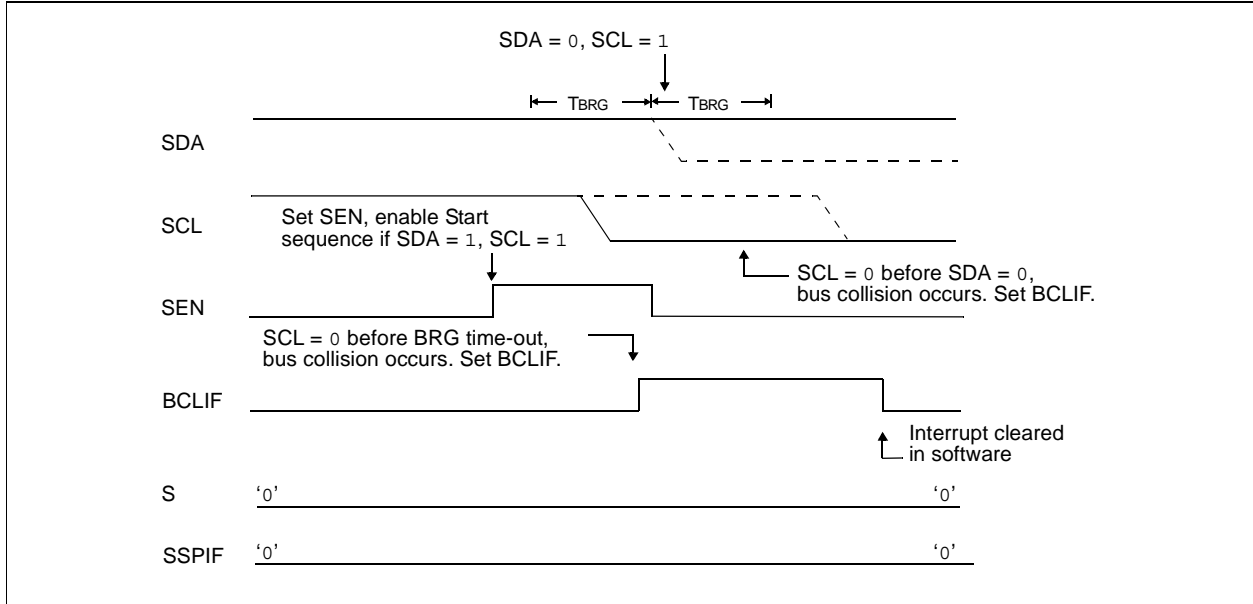 SDA = 0, SCL = 1
TBRG TBRG
SDA
SCL
Set SEN, enable Start
sequence if SDA = 1, SCL = 1
SCL = 0 before SDA = 0,
bus collision occurs. Set BCLIF.
SEN
SCL = 0 before BRG time-out,
bus collision occurs. Set BCLIF.
BCLIF
Interrupt cleared
in software
S ‘0’ ‘0’
SSPIF ‘0’ ‘0’